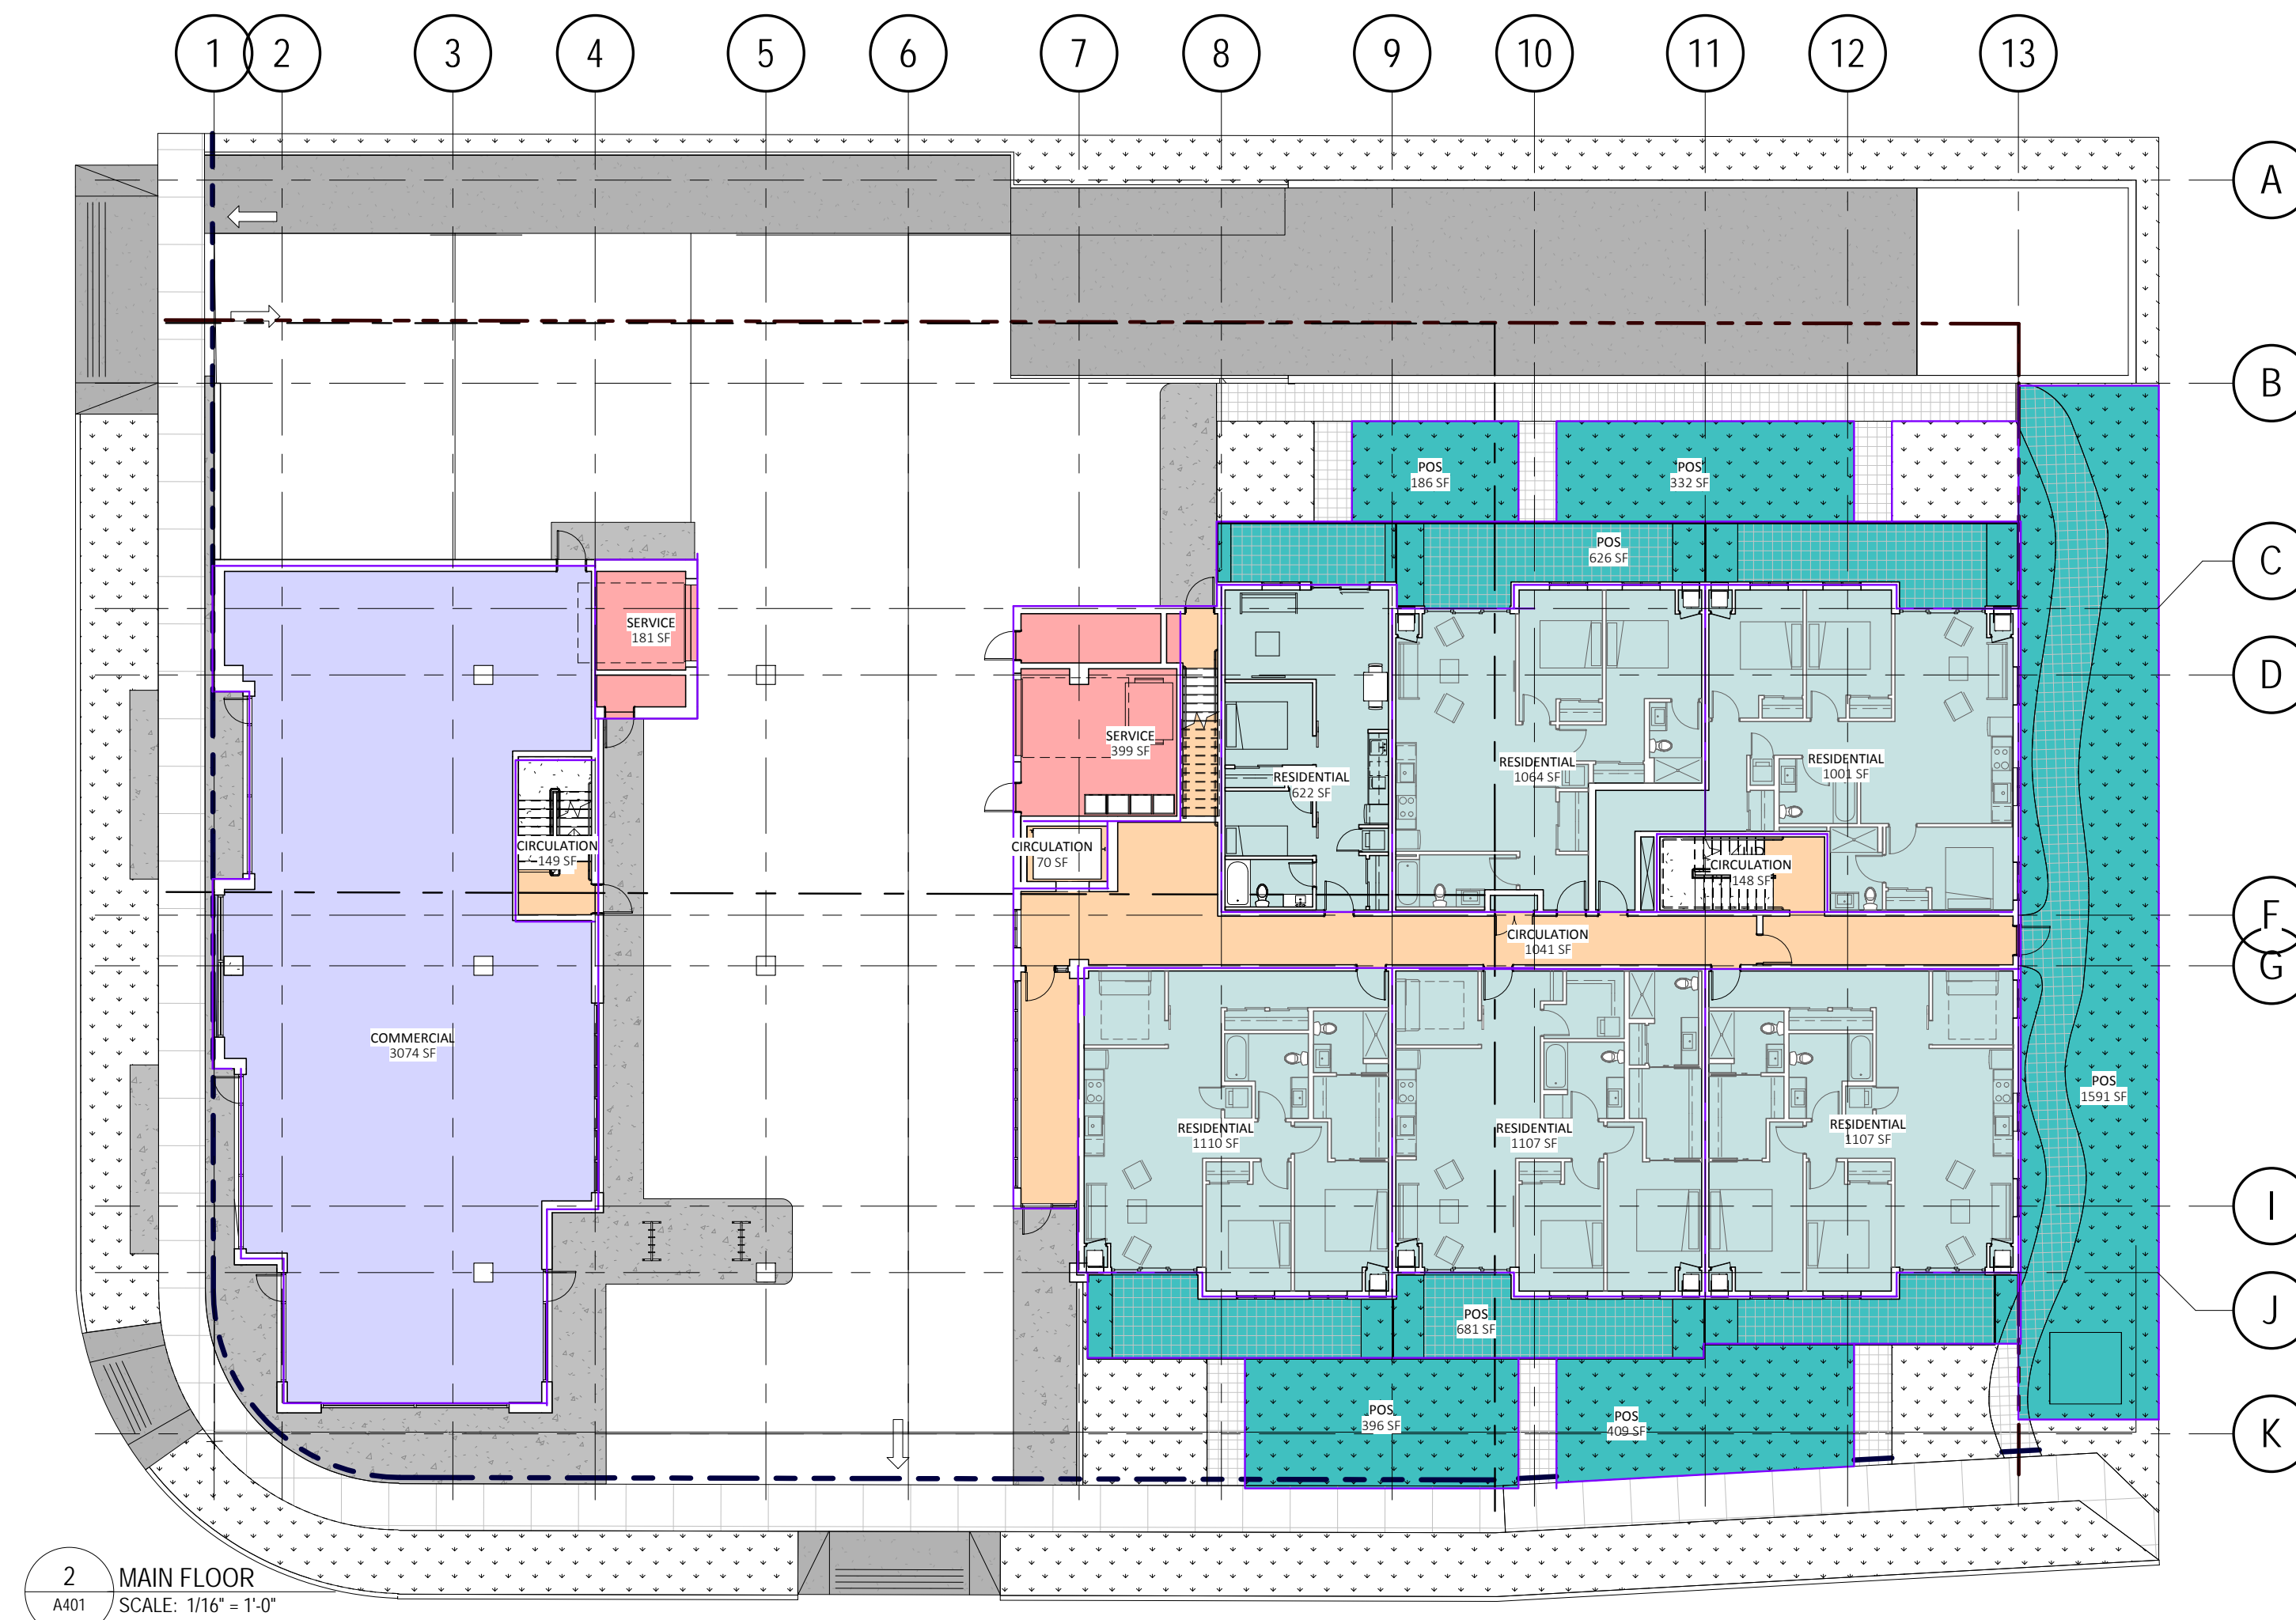 1 2 3 4 5 6 7 8 9 10 11 12 13
A
B
C
D
F
G
I
J
K
POS
186 SF
POS
332 SF
POS
626 SF
SERVICE
181 SF
SERVICE
399 SF
RESIDENTIAL
622 SF
RESIDENTIAL
1064 SF
RESIDENTIAL
1001 SF
CIRCULATION
149 SF
CIRCULATION
70 SF
CIRCULATION
148 SF
CIRCULATION
1041 SF
COMMERCIAL
3074 SF
POS
1591 SF
RESIDENTIAL
1110 SF
RESIDENTIAL
1107 SF
RESIDENTIAL
1107 SF
POS
681 SF
POS
396 SF
POS
409 SF
2
A401
MAIN FLOOR
SCALE: 1/16" = 1'-0"